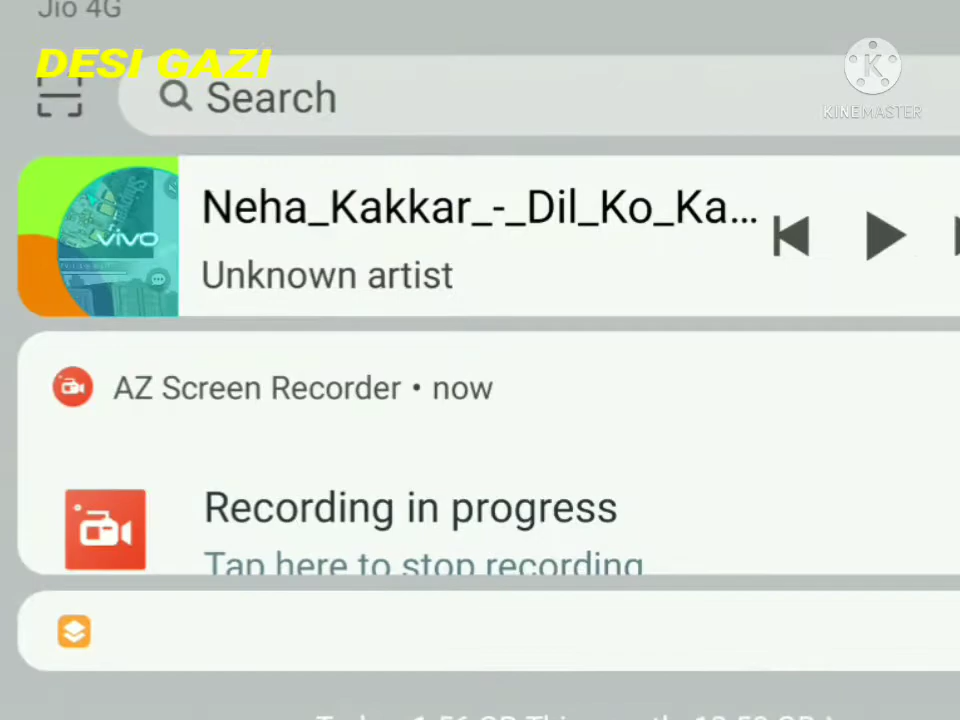 Jio 4G
DESI GAZI
Search
KINEMASTER
Neha_Kakkar_-_Dil_Ko_Ka...
vivo
Unknown artist
AZ Screen Recorder • now
Recording in progress
Tap here to stop recording